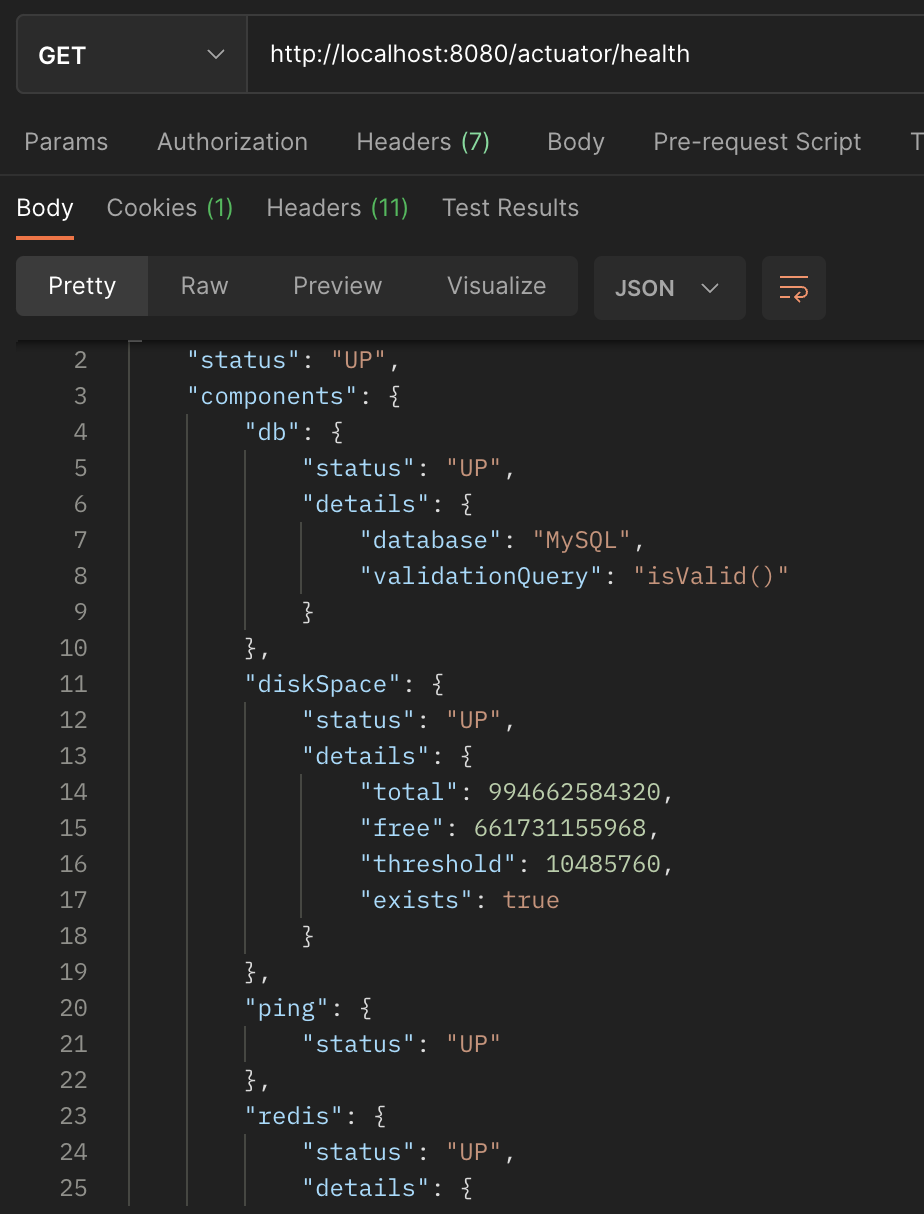 GET http://localhost:8080/actuator/health
Params Authorization Headers (7) Body Pre-request Script T
Body Cookies (1) Headers (11) Test Results
Pretty Raw Preview Visualize JSON
2 "status": "UP",
3 "components": {
4 "db": {
5 "status": "UP",
6 "details": {
7 "database": "MySQL",
8 "validationQuery": "isValid()"
9 }
10 },
11 "diskSpace": {
12 "status": "UP",
13 "details": {
14 "total": 994662584320,
15 "free": 661731155968,
16 "threshold": 10485760,
17 "exists": true
18 }
19 },
20 "ping": {
21 "status": "UP"
22 },
23 "redis": {
24 "status": "UP",
25 "details": {